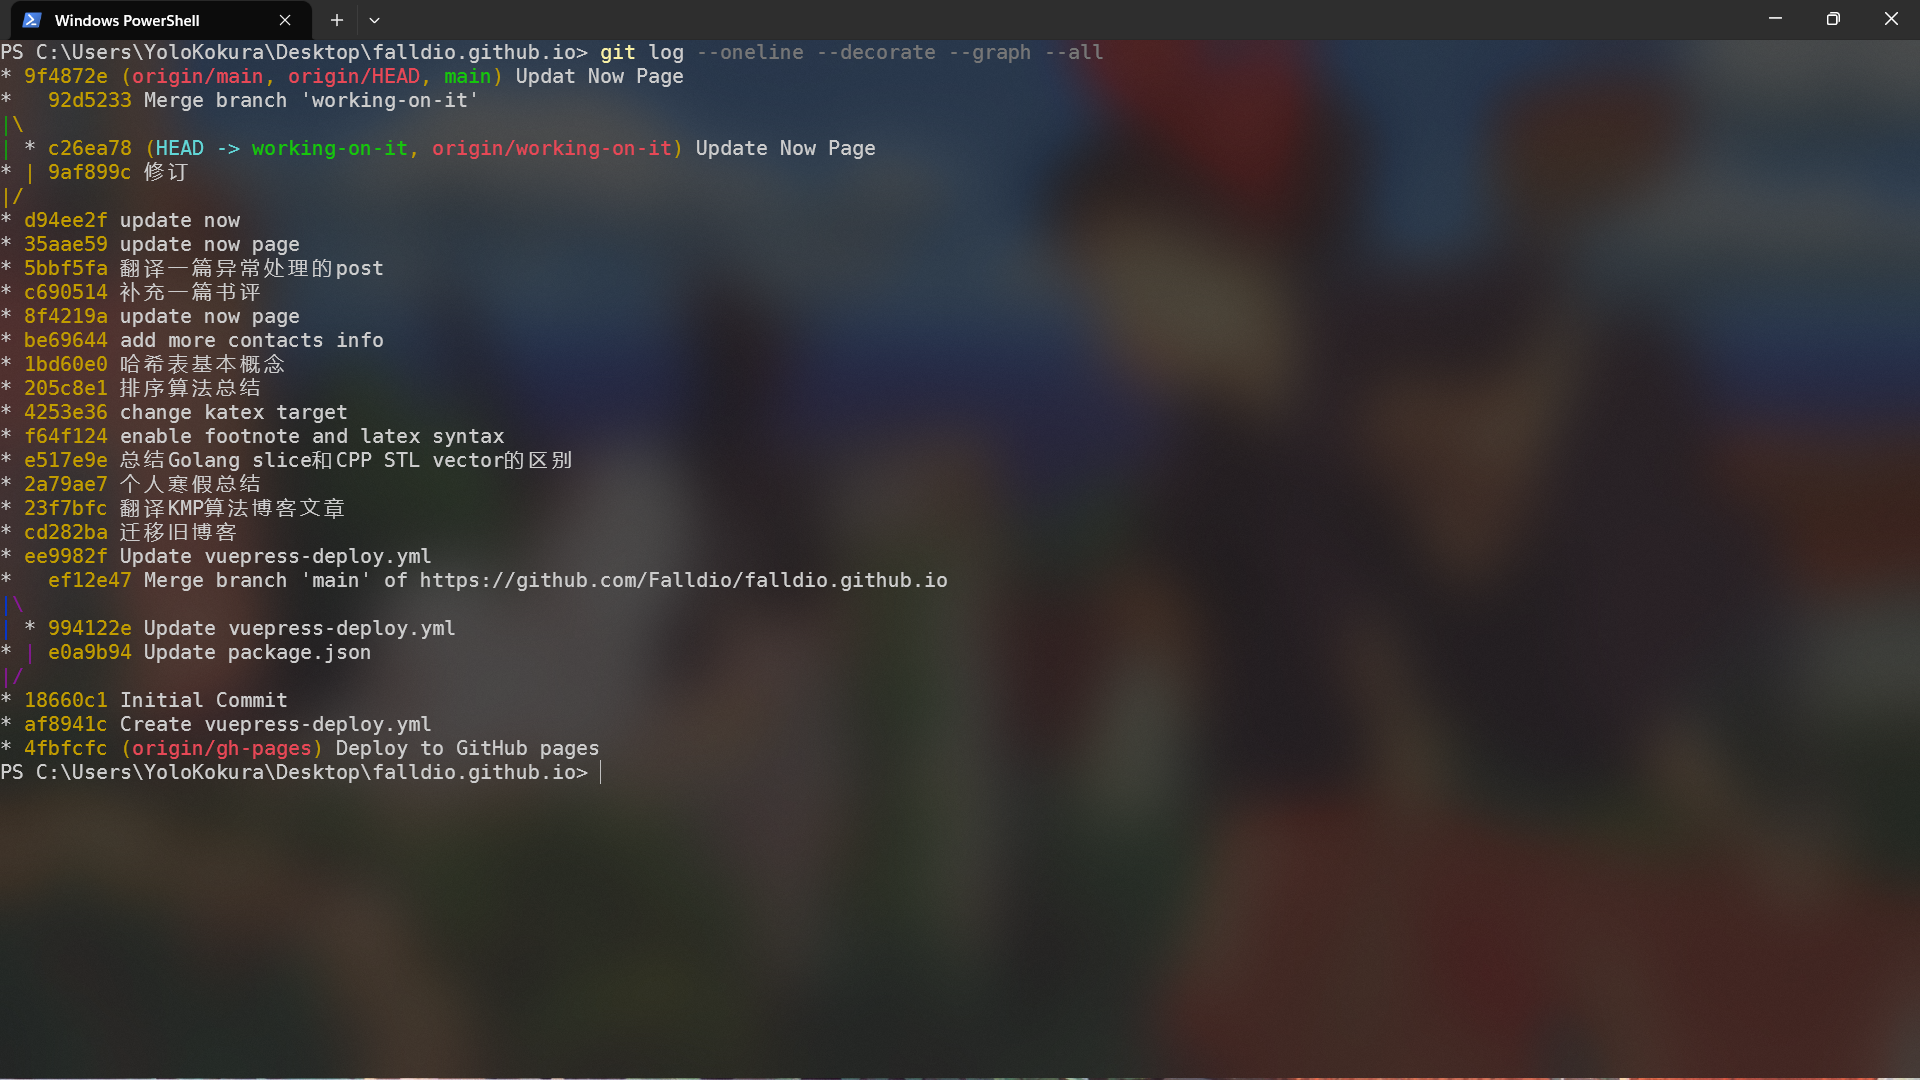 Windows PowerShell
PS C:\Users\YoloKokura\Desktop\falldio.github.io> git log --oneline --decorate --graph --all
* 9f4872e (origin/main, origin/HEAD, main) Updat Now Page
*   92d5233 Merge branch 'working-on-it'
|\
| * c26ea78 (HEAD -> working-on-it, origin/working-on-it) Update Now Page
* | 9af899c 修订
|/
* d94ee2f update now
* 35aae59 update now page
* 5bbf5fa 翻译一篇异常处理的post
* c690514 补充一篇书评
* 8f4219a update now page
* be69644 add more contacts info
* 1bd60e0 哈希表基本概念
* 205c8e1 排序算法总结
* 4253e36 change katex target
* f64f124 enable footnote and latex syntax
* e517e9e 总结Golang slice和CPP STL vector的区别
* 2a79ae7 个人寒假总结
* 23f7bfc 翻译KMP算法博客文章
* cd282ba 迁移旧博客
* ee9982f Update vuepress-deploy.yml
*   ef12e47 Merge branch 'main' of https://github.com/Falldio/falldio.github.io
|\
| * 994122e Update vuepress-deploy.yml
* | e0a9b94 Update package.json
|/
* 18660c1 Initial Commit
* af8941c Create vuepress-deploy.yml
* 4fbfcfc (origin/gh-pages) Deploy to GitHub pages
PS C:\Users\YoloKokura\Desktop\falldio.github.io>